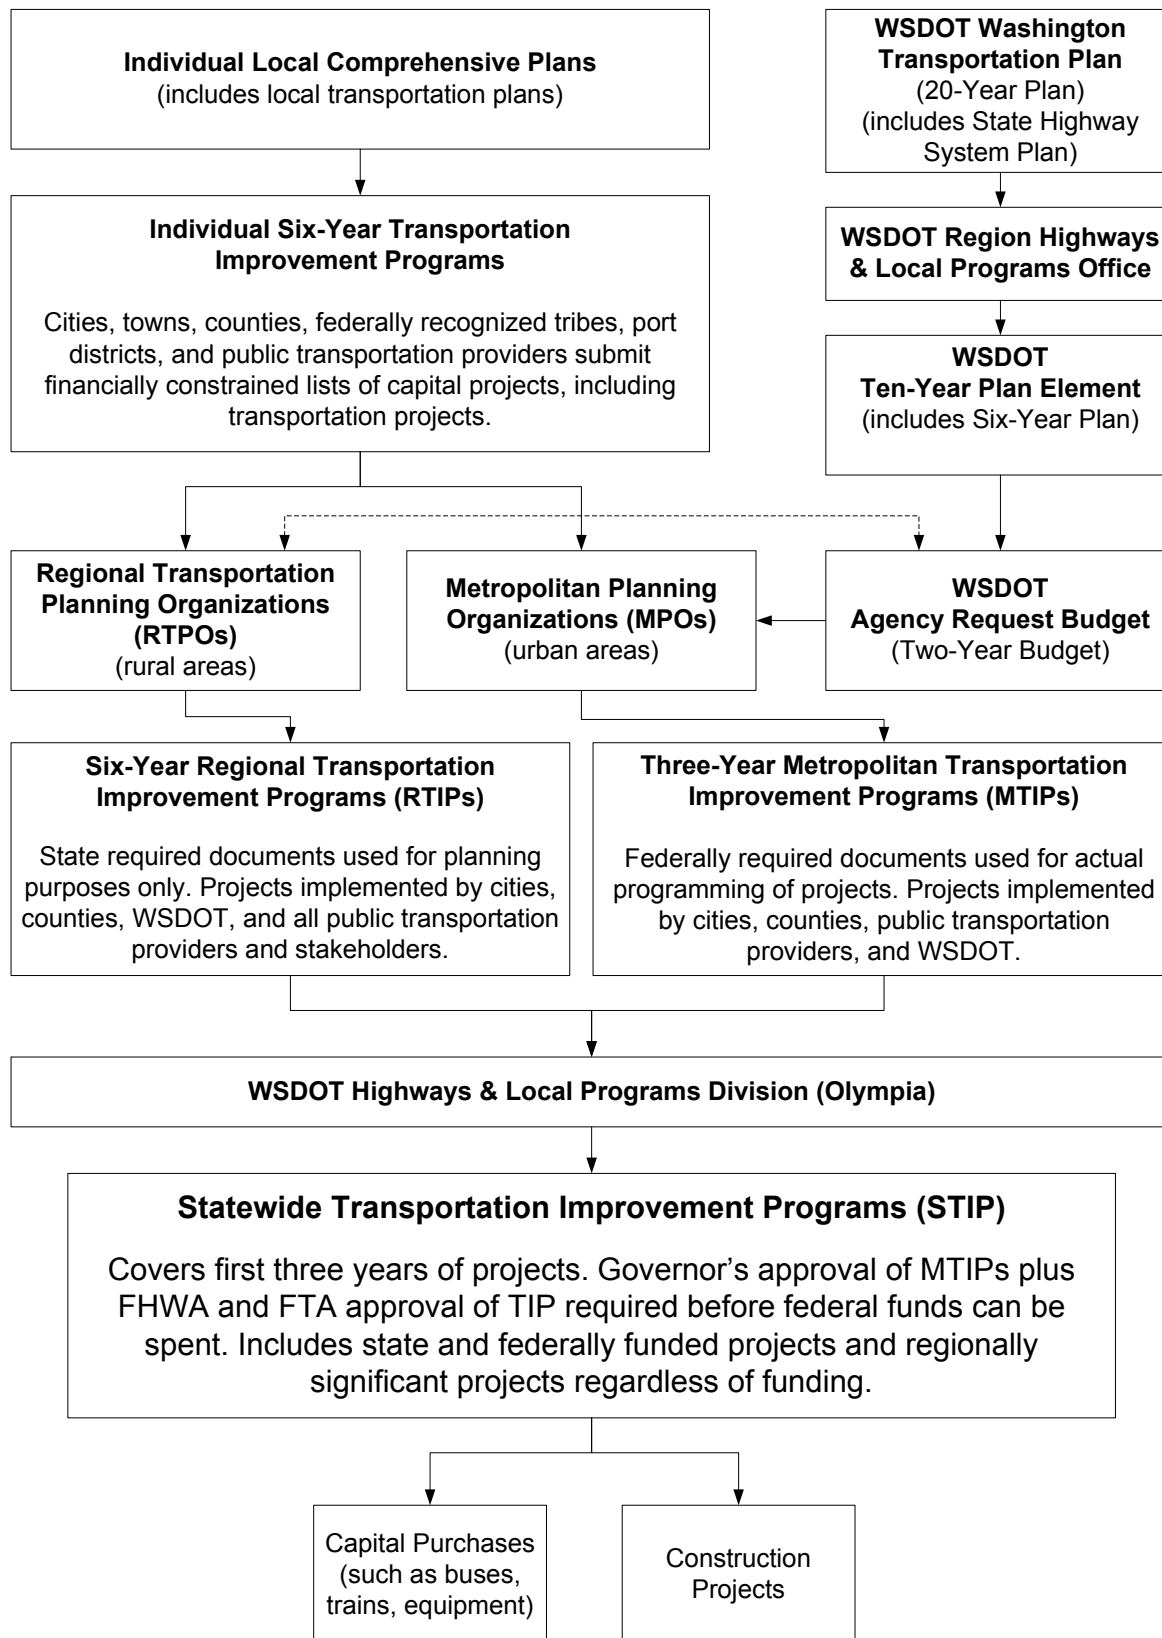 Individual Local Comprehensive Plans
(includes local transportation plans)
WSDOT Washington
Transportation Plan
(20-Year Plan)
(includes State Highway
System Plan)
Individual Six-Year Transportation
Improvement Programs
Cities, towns, counties, federally recognized tribes, port
districts, and public transportation providers submit
financially constrained lists of capital projects, including
transportation projects.
WSDOT Region Highways
& Local Programs Office
WSDOT
Ten-Year Plan Element
(includes Six-Year Plan)
Regional Transportation
Planning Organizations
(RTPOs)
(rural areas)
Metropolitan Planning
Organizations (MPOs)
(urban areas)
WSDOT
Agency Request Budget
(Two-Year Budget)
Six-Year Regional Transportation
Improvement Programs (RTIPs)
State required documents used for planning
purposes only. Projects implemented by cities,
counties, WSDOT, and all public transportation
providers and stakeholders.
Three-Year Metropolitan Transportation
Improvement Programs (MTIPs)
Federally required documents used for actual
programming of projects. Projects implemented
by cities, counties, public transportation
providers, and WSDOT.
WSDOT Highways & Local Programs Division (Olympia)
Statewide Transportation Improvement Programs (STIP)
Covers first three years of projects. Governor’s approval of MTIPs plus
FHWA and FTA approval of TIP required before federal funds can be
spent. Includes state and federally funded projects and regionally
significant projects regardless of funding.
Capital Purchases
(such as buses,
trains, equipment)
Construction
Projects